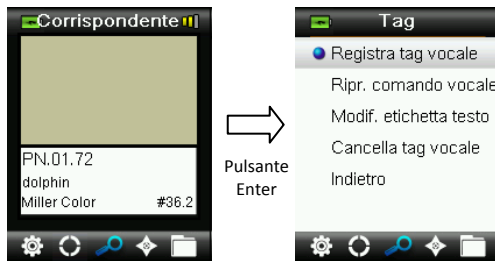 Corrispondente
PN.01.72
dolphin
Miller Color #36.2
Pulsante
Enter
Tag
Registra tag vocale
Ripr. comando vocale
Modif. etichetta testo
Cancella tag vocale
Indietro